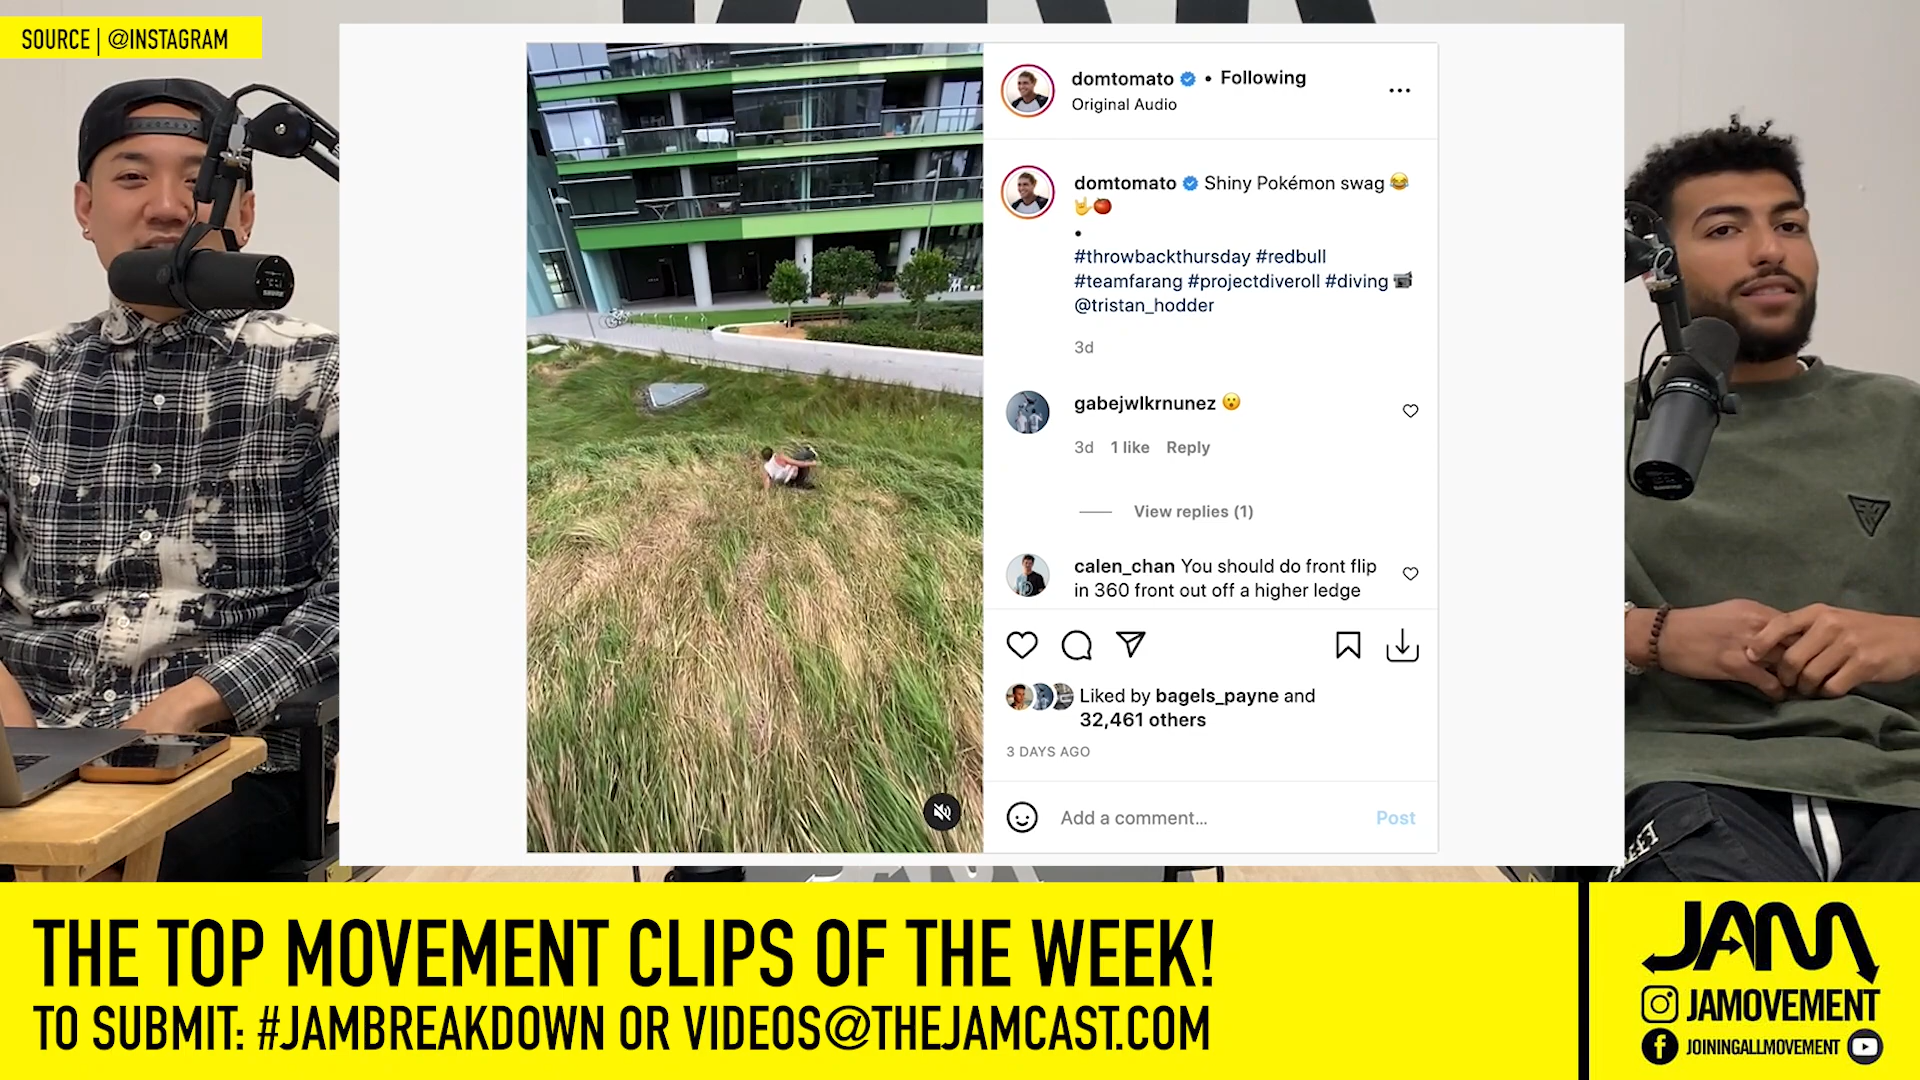 SOURCE | @INSTAGRAM
domtomato • Following
Original Audio
domtomato Shiny Pokémon swag 😂
🤘🍅
•
#throwbackthursday #redbull
#teamfarang #projectdiveroll #diving 📹
@tristan_hodder
3d
gabejwlkrnunez 😮
3d 1 like Reply
View replies (1)
calen_chan You should do front flip
in 360 front out off a higher ledge
Liked by bagels_payne and
32,461 others
3 DAYS AGO
Add a comment... Post
THE TOP MOVEMENT CLIPS OF THE WEEK!
TO SUBMIT: #JAMBREAKDOWN OR VIDEOS@THEJAMCAST.COM
JAM
JAMOVEMENT
JOININGALLMOVEMENT